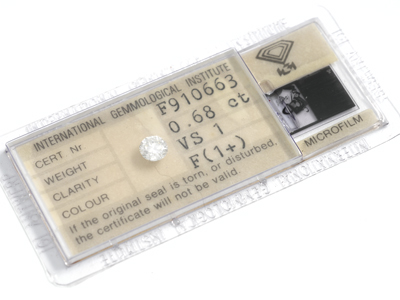 INTERNATIONAL GEMMOLOGICAL INSTITUTE
CERT. Nr F910663
WEIGHT 0.68 ct
CLARITY VS 1
COLOUR F(1+)
If the original seal is torn, or disturbed,
the certificate will not be valid.
MICROFILM